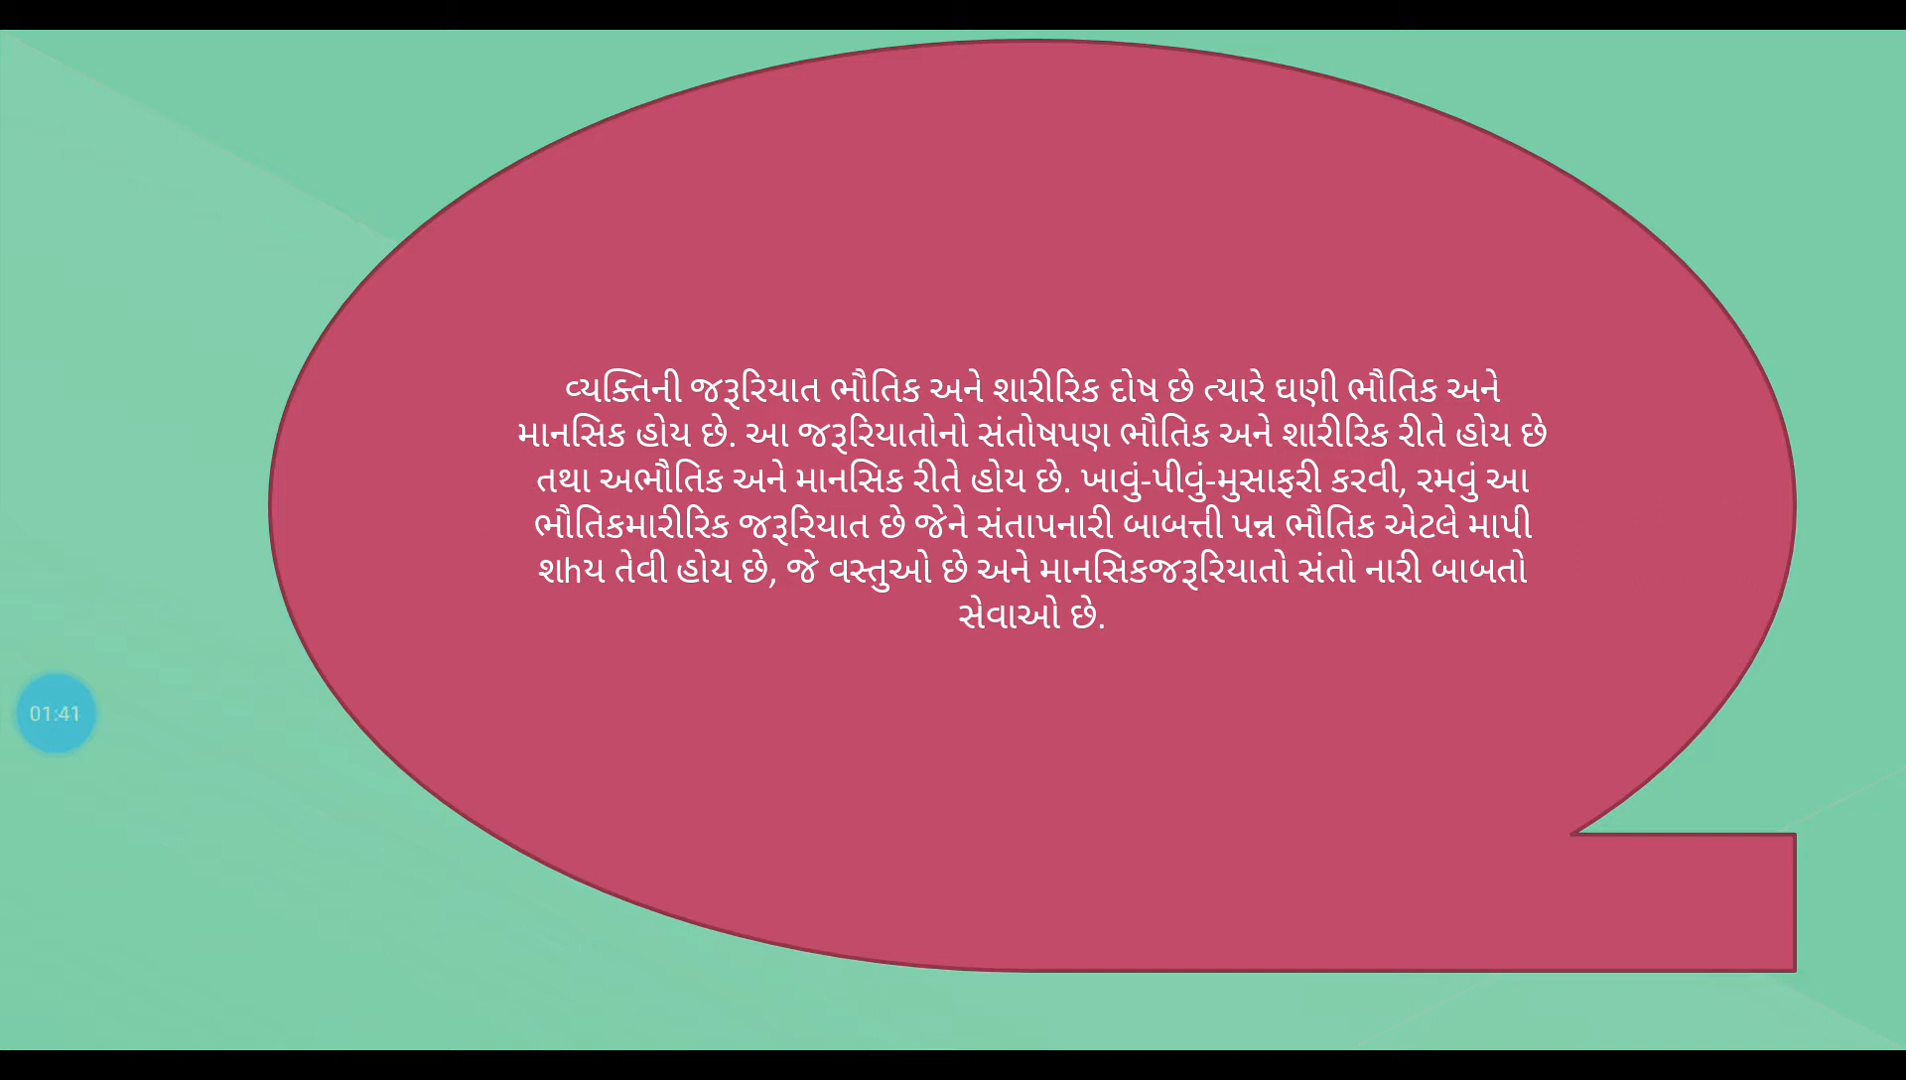 વ્યક્તિની જરૂરિયાત ભૌતિક અને શારીરિક દોષ છે ત્યારે ઘણી ભૌતિક અને
માનસિક હોય છે. આ જરૂરિયાતોનો સંતોષપણ ભૌતિક અને શારીરિક રીતે હોય છે
તથા અભૌતિક અને માનસિક રીતે હોય છે. ખાવું-પીવું-મુસાફરી કરવી, રમવું આ
ભૌતિકમારીરિક જરૂરિયાત છે જેને સંતાપનારી બાબત્તી પન્ન ભૌતિક એટલે માપી
શhય તેવી હોય છે, જે વસ્તુઓ છે અને માનસિકજરૂરિયાતો સંતો નારી બાબતો
સેવાઓ છે.
01:41